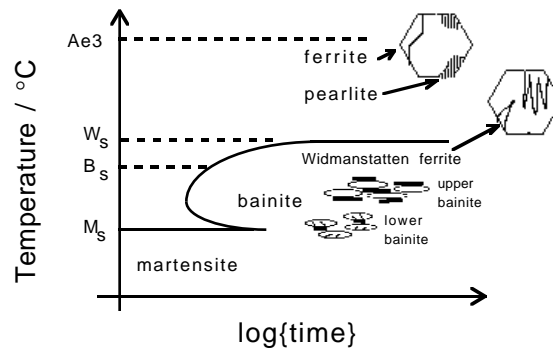 Temperature / °C
Ae3
ferrite
pearlite
Ws
Widmanstatten ferrite
Bs
upper
bainite
bainite
lower
bainite
Ms
martensite
log{time}